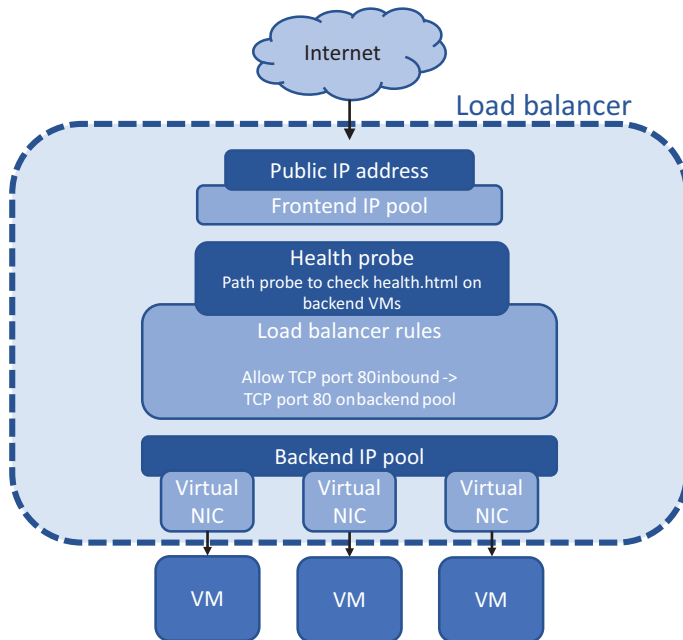 Internet
Load balancer
Public IP address
Frontend IP pool
Health probe
Path probe to check health.html on
backend VMs
Load balancer rules
Allow TCP port 80inbound ->
TCP port 80 onbackend pool
Backend IP pool
Virtual
NIC
Virtual
NIC
Virtual
NIC
VM
VM
VM